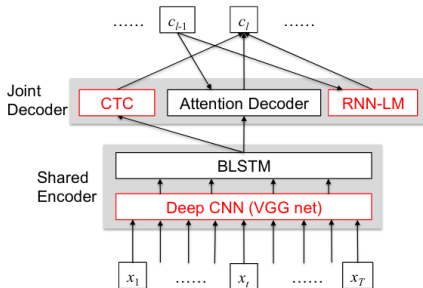 ...... c_{l-1} c_l ......
Joint Decoder
CTC Attention Decoder RNN-LM
Shared Encoder
BLSTM
Deep CNN (VGG net)
x_1 ...... x_t ...... x_T